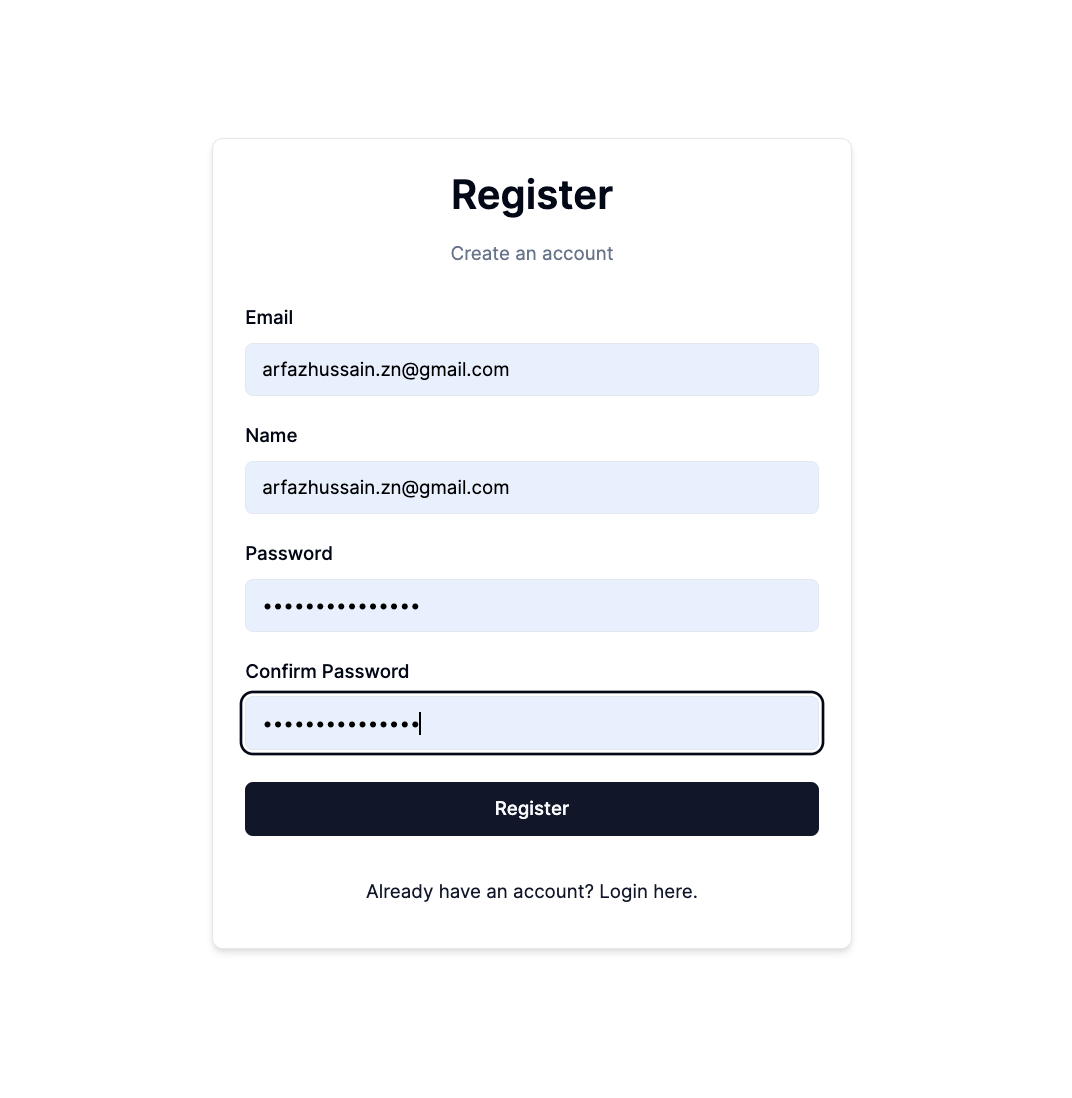 Register
Create an account
Email
arfazhussain.zn@gmail.com
Name
arfazhussain.zn@gmail.com
Password
•••••••••••••••
Confirm Password
•••••••••••••••
Register
Already have an account? Login here.